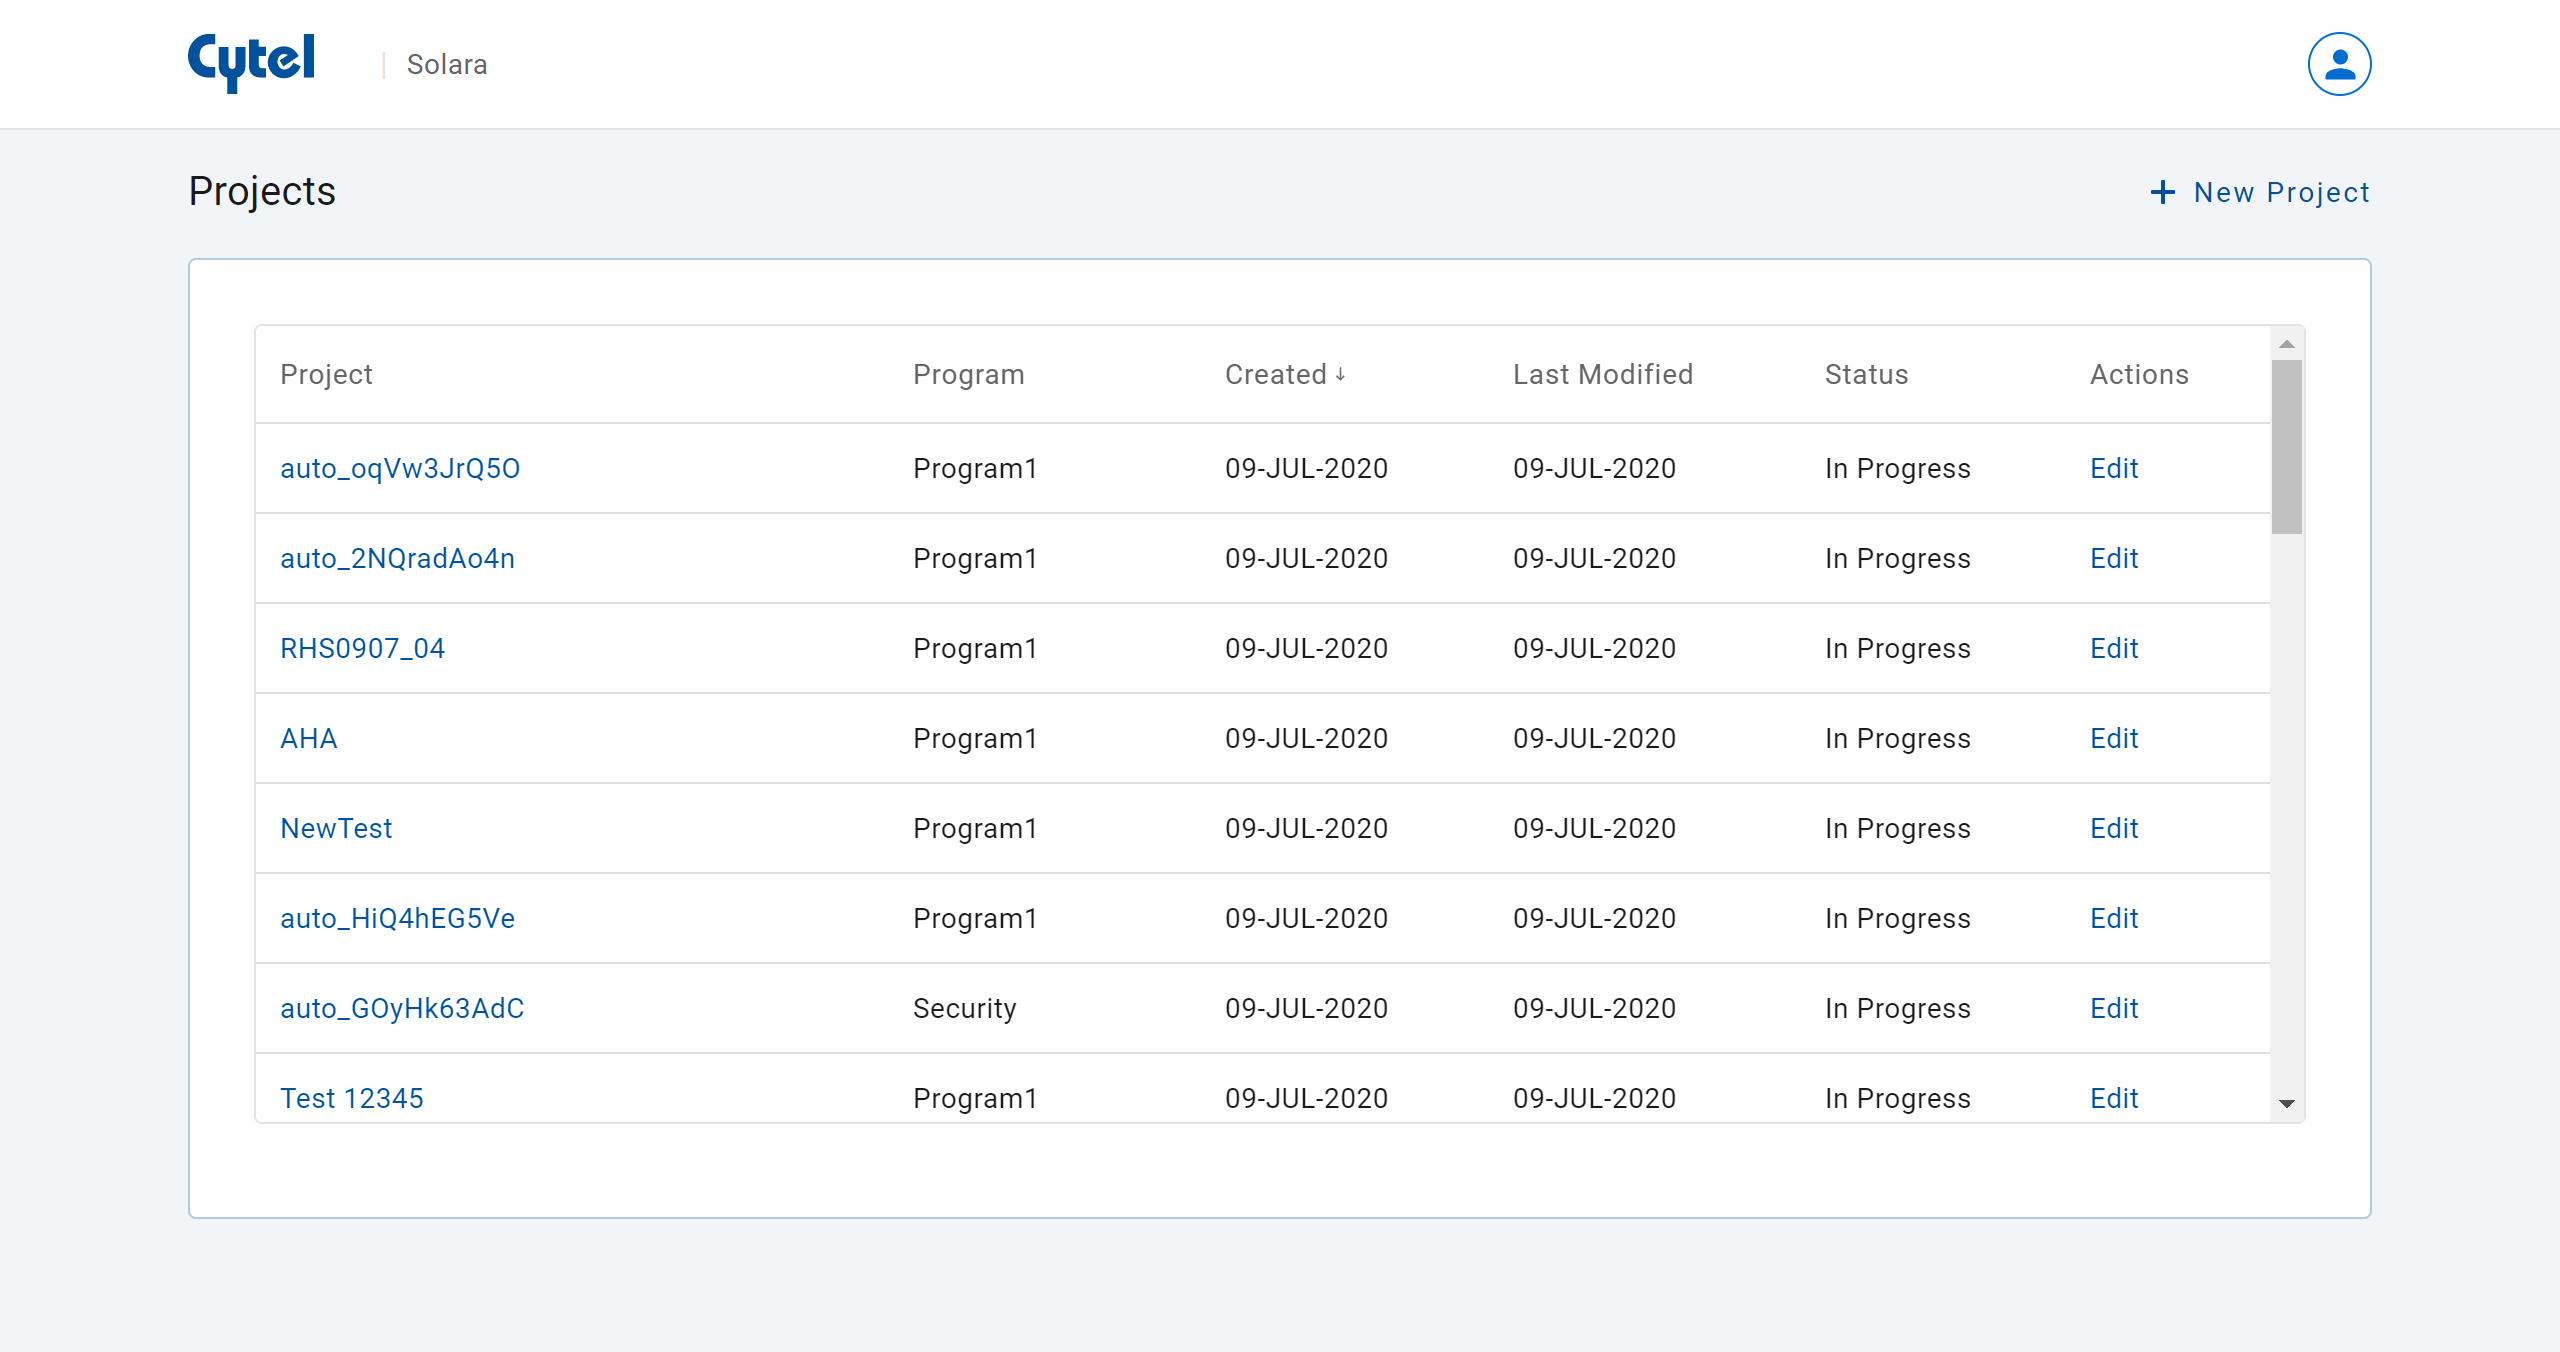 Cytel | Solara
Projects
New Project
Project Program Created ↓ Last Modified Status Actions
auto_oqVw3JrQ5O Program1 09-JUL-2020 09-JUL-2020 In Progress Edit
auto_2NQradAo4n Program1 09-JUL-2020 09-JUL-2020 In Progress Edit
RHS0907_04 Program1 09-JUL-2020 09-JUL-2020 In Progress Edit
AHA Program1 09-JUL-2020 09-JUL-2020 In Progress Edit
NewTest Program1 09-JUL-2020 09-JUL-2020 In Progress Edit
auto_HiQ4hEG5Ve Program1 09-JUL-2020 09-JUL-2020 In Progress Edit
auto_GOyHk63AdC Security 09-JUL-2020 09-JUL-2020 In Progress Edit
Test 12345 Program1 09-JUL-2020 09-JUL-2020 In Progress Edit